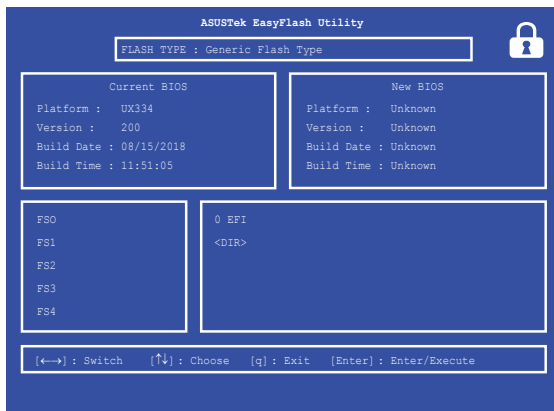 ASUSTek EasyFlash Utility
FLASH TYPE : Generic Flash Type
Current BIOS
Platform : UX334
Version : 200
Build Date : 08/15/2018
Build Time : 11:51:05
New BIOS
Platform : Unknown
Version : Unknown
Build Date : Unknown
Build Time : Unknown
FSO
FS1
FS2
FS3
FS4
0 EFI
<DIR>
[←→] : Switch [↑↓] : Choose [q] : Exit [Enter] : Enter/Execute